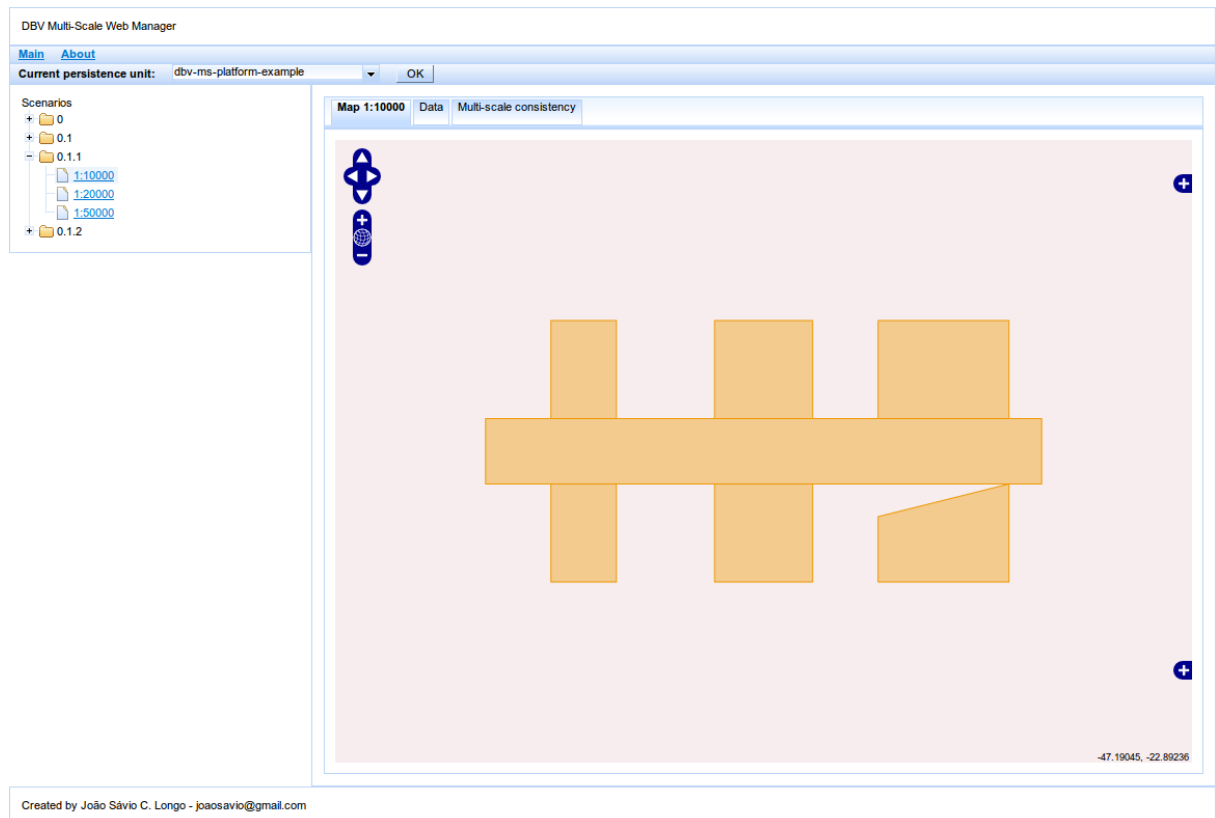 DBV Multi-Scale Web Manager
Main About
Current persistence unit: dbv-ms-platform-example OK
Scenarios
0
0.1
0.1.1
1:10000
1:20000
1:50000
0.1.2
Map 1:10000 Data Multi-scale consistency
-47.19045, -22.89236
Created by João Sávio C. Longo - joaosavio@gmail.com